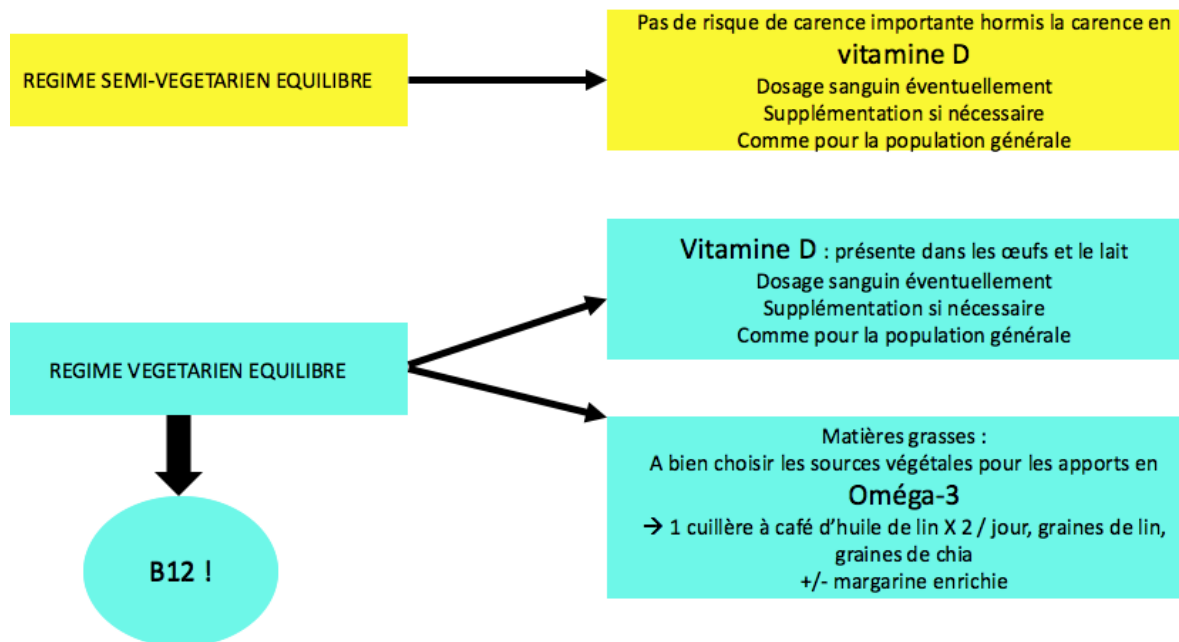 REGIME SEMI-VEGETARIEN EQUILIBRE
Pas de risque de carence importante hormis la carence en
vitamine D
Dosage sanguin éventuellement
Supplémentation si nécessaire
Comme pour la population générale
REGIME VEGETARIEN EQUILIBRE
Vitamine D : présente dans les œufs et le lait
Dosage sanguin éventuellement
Supplémentation si nécessaire
Comme pour la population générale
Matières grasses :
A bien choisir les sources végétales pour les apports en
Oméga-3
→ 1 cuillère à café d’huile de lin X 2 / jour, graines de lin,
graines de chia
+/- margarine enrichie
B12 !